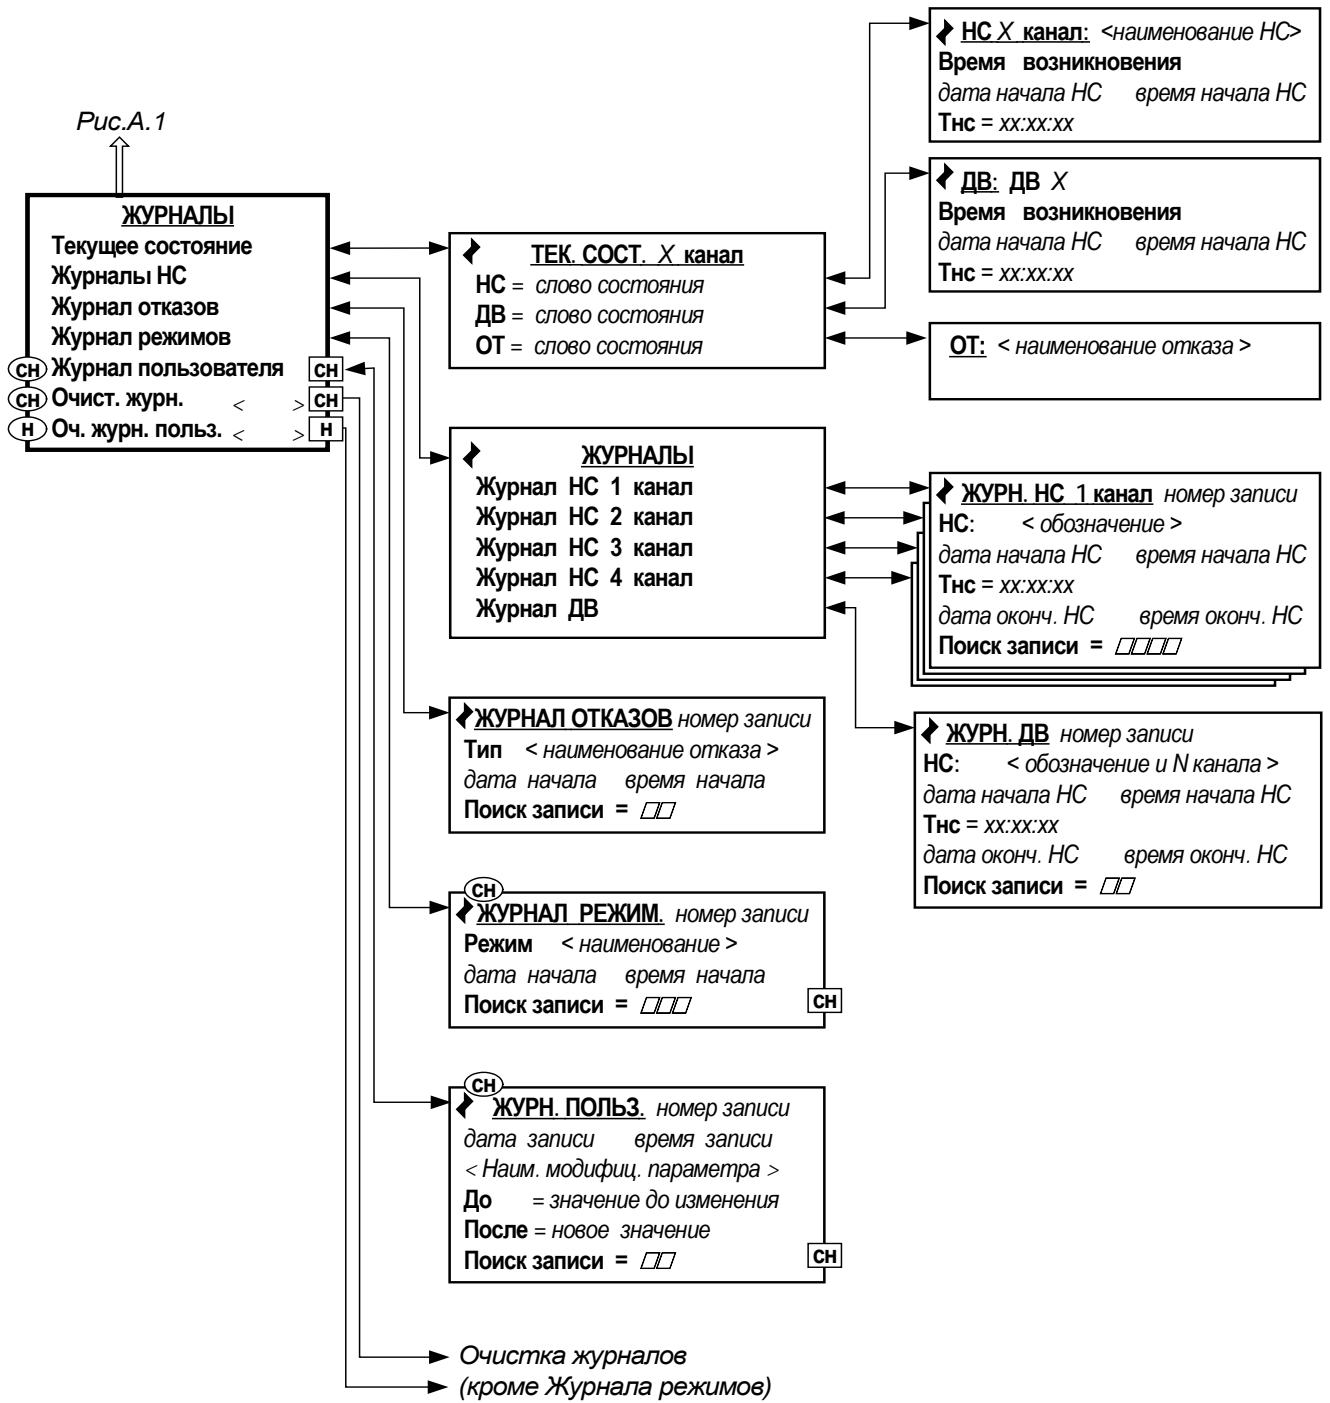 Рис.А.1
ЖУРНАЛЫ
Текущее состояние
Журналы НС
Журнал отказов
Журнал режимов
СН Журнал пользователя СН
СН Очист. журн. < > СН
Н Оч. журн. польз. < > Н
ТЕК. СОСТ. X канал
НС = слово состояния
ДВ = слово состояния
ОТ = слово состояния
НС X канал: <наименование НС>
Время возникновения
дата начала НС время начала НС
Тнс = xx:xx:xx
ДВ: ДВ X
Время возникновения
дата начала НС время начала НС
Тнс = xx:xx:xx
ОТ: < наименование отказа >
ЖУРНАЛЫ
Журнал НС 1 канал
Журнал НС 2 канал
Журнал НС 3 канал
Журнал НС 4 канал
Журнал ДВ
ЖУРН. НС 1 канал номер записи
НС: < обозначение >
дата начала НС время начала НС
Тнс = xx:xx:xx
дата оконч. НС время оконч. НС
Поиск записи =
ЖУРН. ДВ номер записи
НС: < обозначение и N канала >
дата начала НС время начала НС
Тнс = xx:xx:xx
дата оконч. НС время оконч. НС
Поиск записи =
ЖУРНАЛ ОТКАЗОВ номер записи
Тип < наименование отказа >
дата начала время начала
Поиск записи =
СН
ЖУРНАЛ РЕЖИМ. номер записи
Режим < наименование >
дата начала время начала
Поиск записи =
СН
СН
ЖУРН. ПОЛЬЗ. номер записи
дата записи время записи
< Наим. модифиц. параметра >
До = значение до изменения
После = новое значение
Поиск записи =
СН
Очистка журналов
(кроме Журнала режимов)